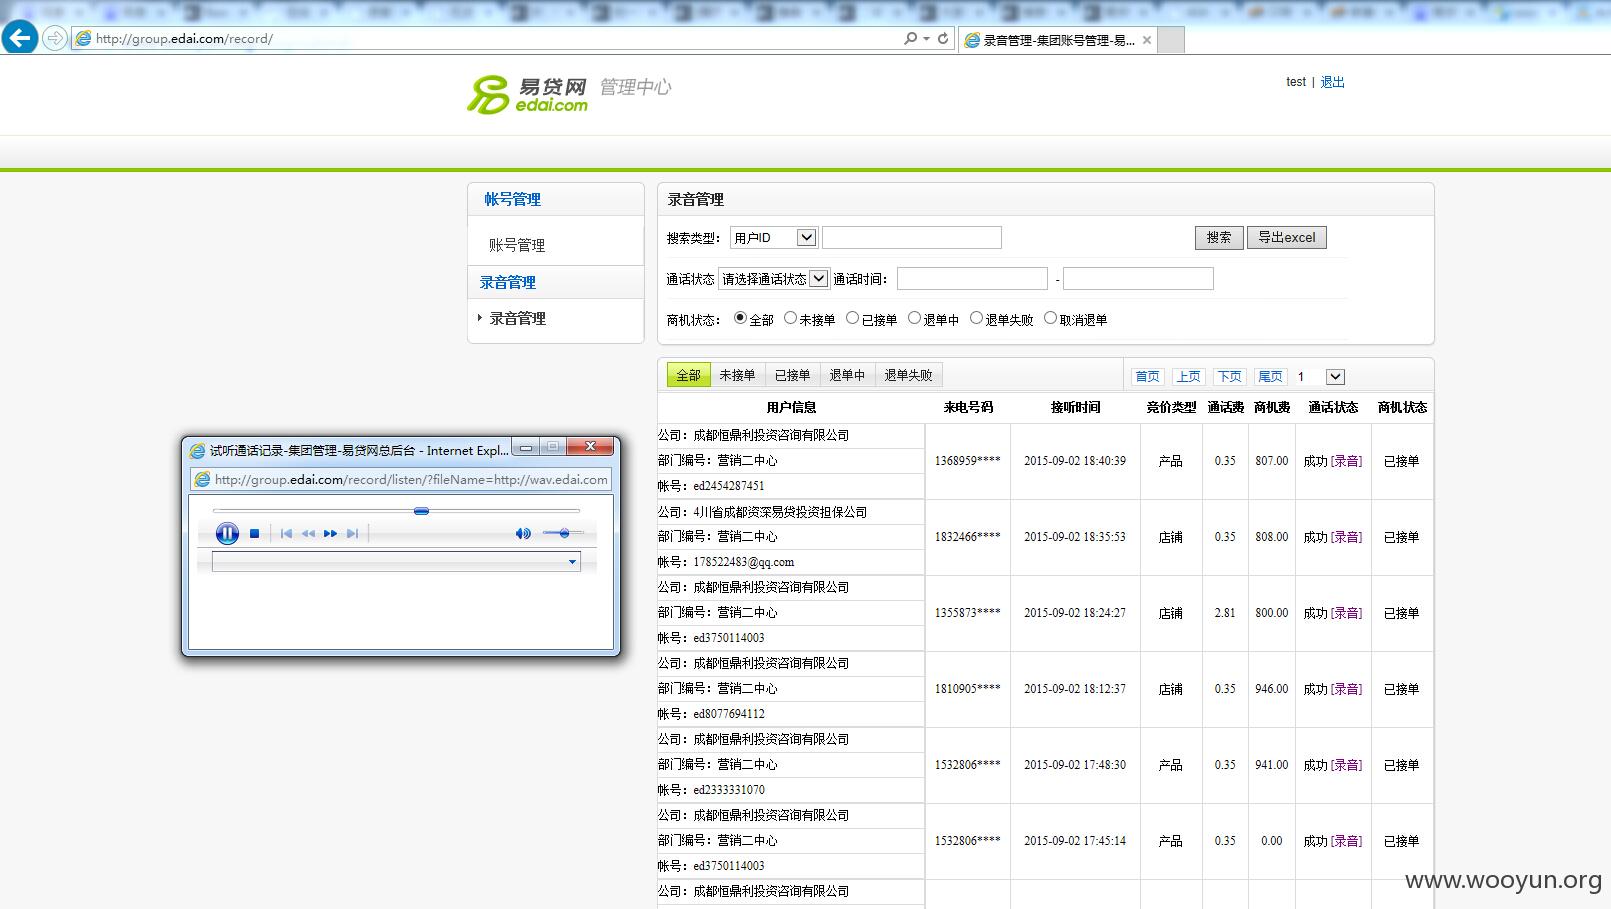 http://group.edai.com/record/
录音管理-集团账号管理-易...
易贷网
edai.com
管理中心
test | 退出
帐号管理
账号管理
录音管理
录音管理
录音管理
搜索类型： 用户ID 搜索 导出excel
通话状态 请选择通话状态 通话时间： -
商机状态： 全部 未接单 已接单 退单中 退单失败 取消退单
全部 未接单 已接单 退单中 退单失败 首页 上页 下页 尾页 1
用户信息 来电号码 接听时间 竞价类型 通话费 商机费 通话状态 商机状态
公司：成都恒鼎利投资咨询有限公司
部门编号：营销二中心
帐号：ed2454287451
1368959**** 2015-09-02 18:40:39 产品 0.35 807.00 成功 [录音] 已接单
公司：4川省成都资深易贷投资担保公司
部门编号：营销二中心
帐号：178522483@qq.com
1832466**** 2015-09-02 18:35:53 店铺 0.35 808.00 成功 [录音] 已接单
公司：成都恒鼎利投资咨询有限公司
部门编号：营销二中心
帐号：ed3750114003
1355873**** 2015-09-02 18:24:27 店铺 2.81 800.00 成功 [录音] 已接单
公司：成都恒鼎利投资咨询有限公司
部门编号：营销二中心
帐号：ed8077694112
1810905**** 2015-09-02 18:12:37 店铺 0.35 946.00 成功 [录音] 已接单
公司：成都恒鼎利投资咨询有限公司
部门编号：营销二中心
帐号：ed2333331070
1532806**** 2015-09-02 17:48:30 产品 0.35 941.00 成功 [录音] 已接单
公司：成都恒鼎利投资咨询有限公司
部门编号：营销二中心
帐号：ed3750114003
1532806**** 2015-09-02 17:45:14 产品 0.35 0.00 成功 [录音] 已接单
公司：成都恒鼎利投资咨询有限公司
试听通话记录-集团管理-易贷网总后台 - Internet Expl...
http://group.edai.com/record/listen/?fileName=http://wav.edai.com
www.wooyun.org